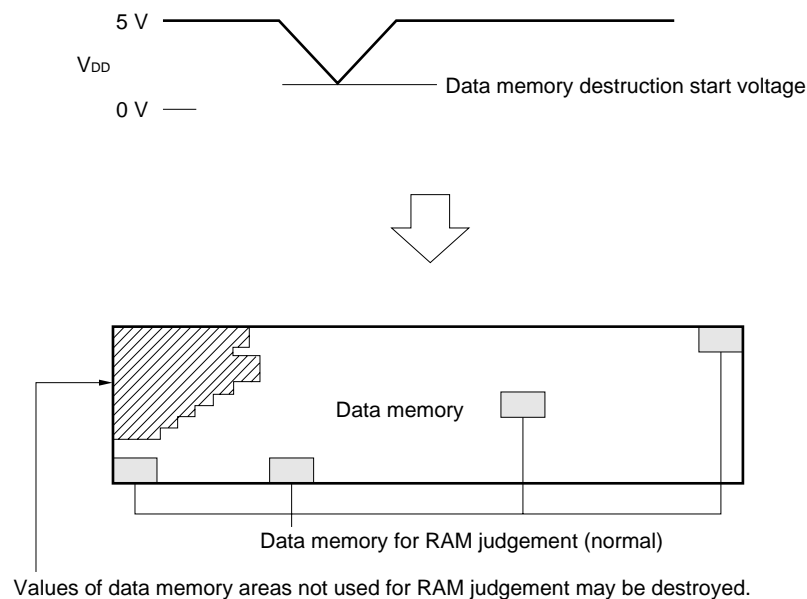 5 V
VDD
Data memory destruction start voltage
0 V
Data memory
Data memory for RAM judgement (normal)
Values of data memory areas not used for RAM judgement may be destroyed.